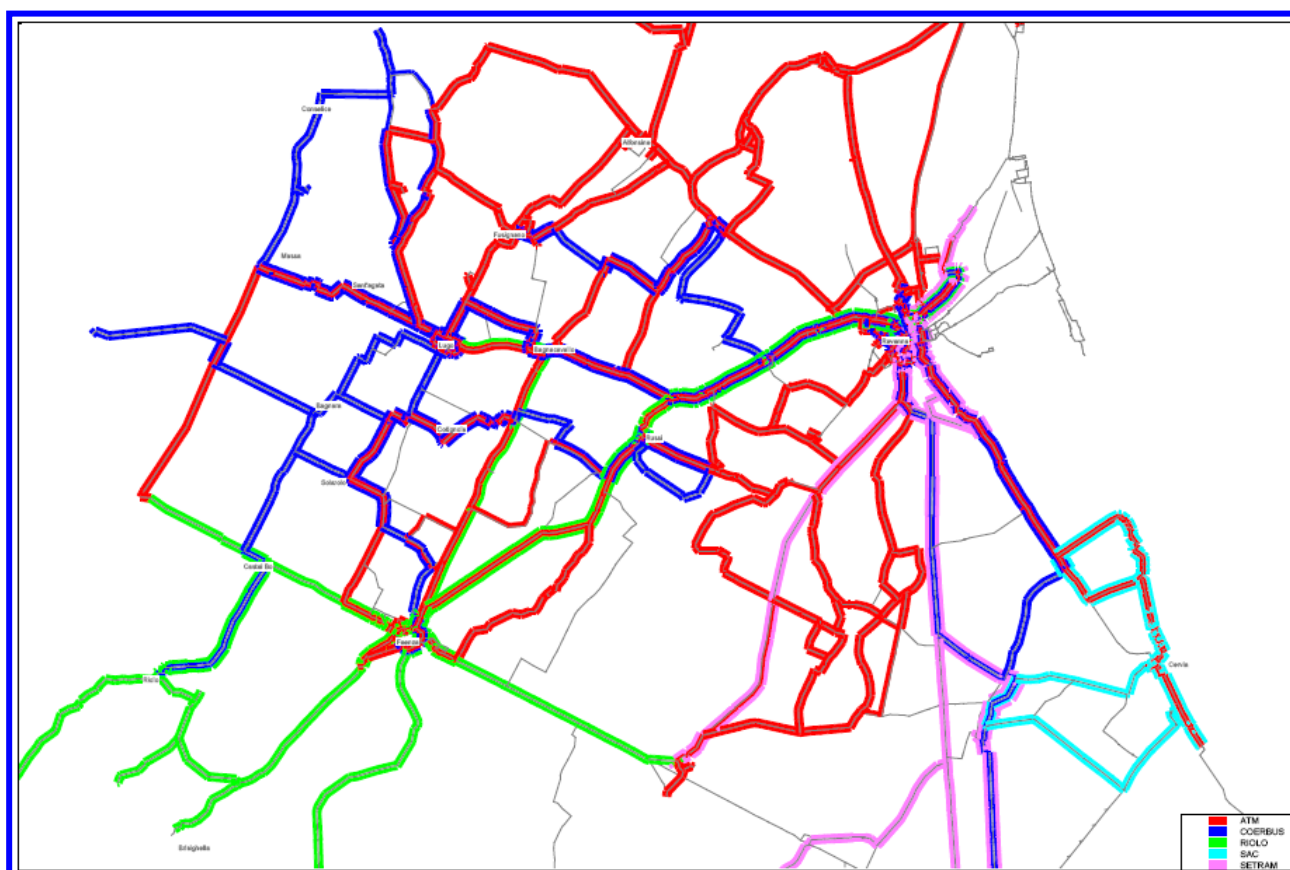 Conselice
Alfonsine
Fusignano
Massa
Sant'agata
Lugo
Bagnacavallo
Ravenna
Bagnara
Cotignola
Russi
Solarolo
Castel Bo
Faenza
Cervia
Riolo
Brisighella
ATM
COERBUS
RIOLO
SAC
SETRAM